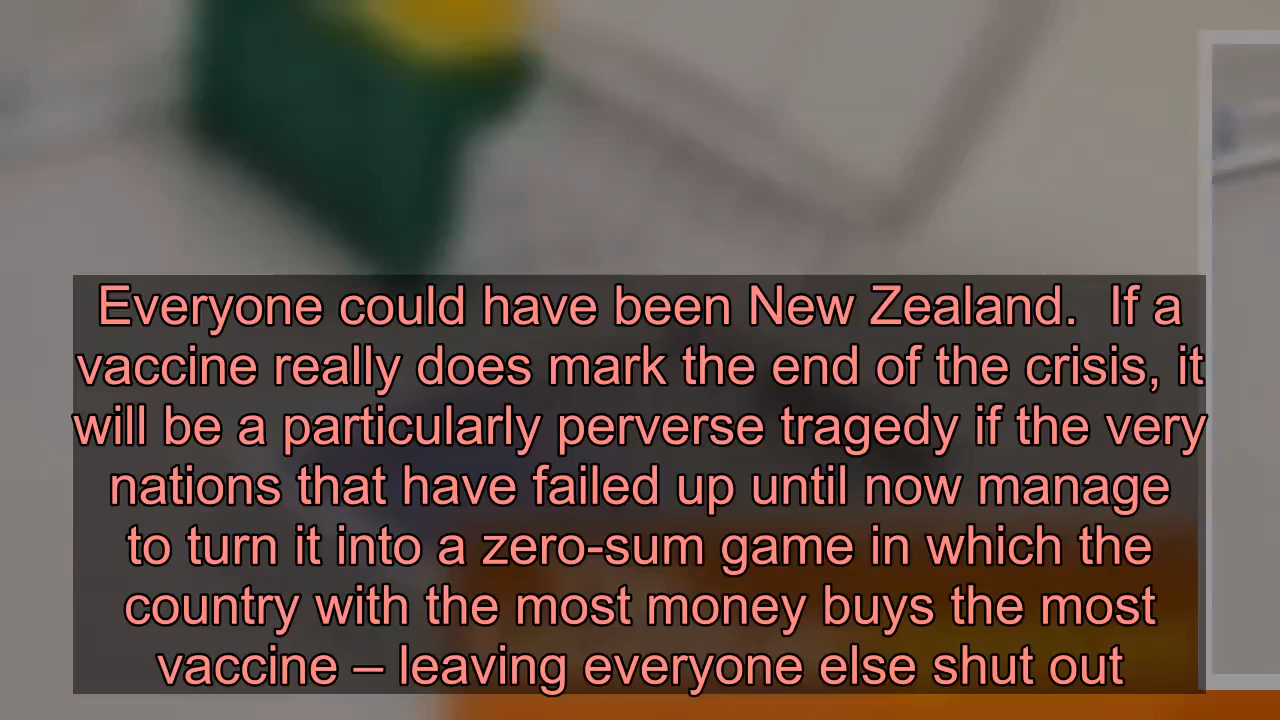 Everyone could have been New Zealand.  If a
vaccine really does mark the end of the crisis, it
will be a particularly perverse tragedy if the very
nations that have failed up until now manage
to turn it into a zero-sum game in which the
country with the most money buys the most
vaccine – leaving everyone else shut out